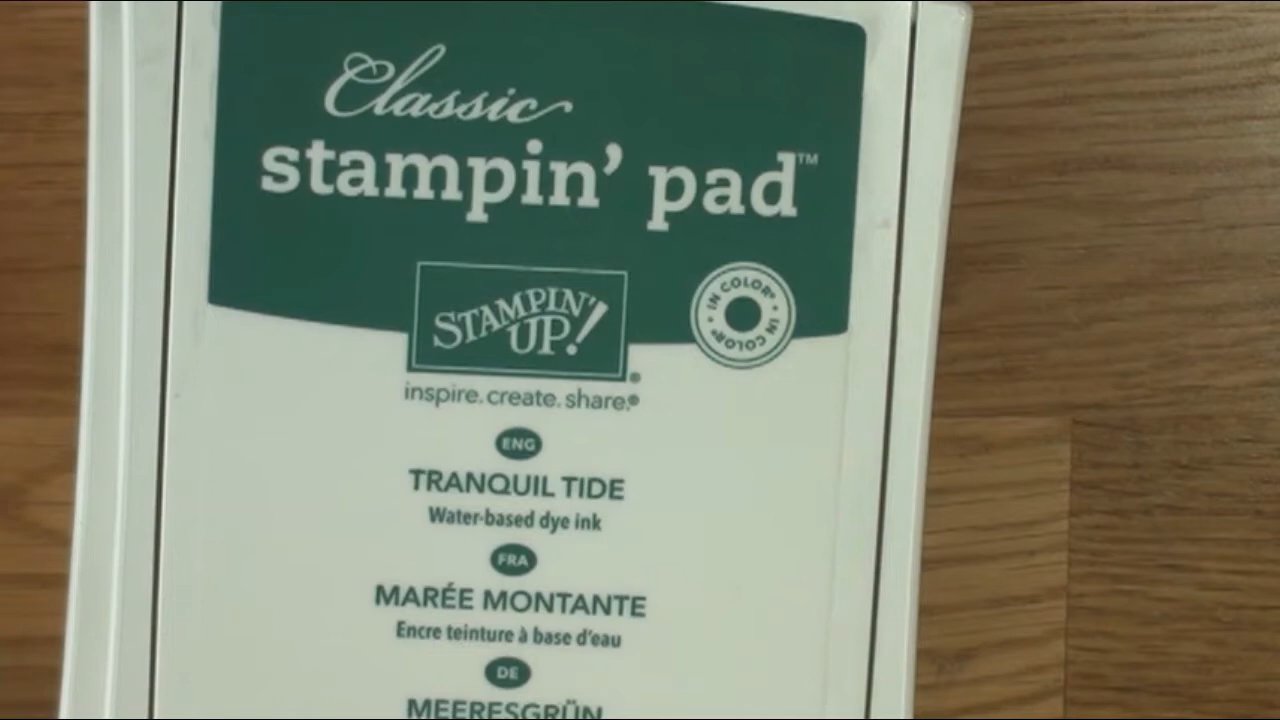 Classic
stampin' pad™
STAMPIN'
UP!®
IN COLOR® • IN COLOR® •
inspire.create.share.®
ENG
TRANQUIL TIDE
Water-based dye ink
FRA
MARÉE MONTANTE
Encre teinture à base d'eau
DE
MEERESGRÜN